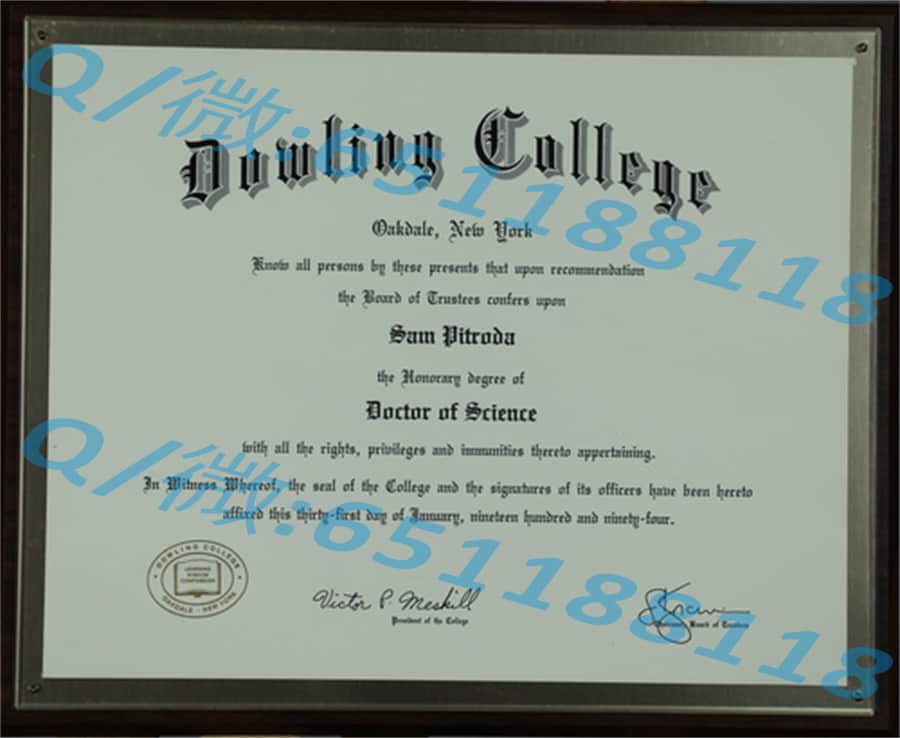 Dowling College
Oakdale, New York
Know all persons by these presents that upon recommendation
the Board of Trustees confers upon
Sam Pitroda
the Honorary degree of
Doctor of Science
with all the rights, privileges and immunities thereto appertaining.
In Witness Whereof, the seal of the College and the signatures of its officers have been hereto
affixed this thirty-first day of January, nineteen hundred and ninety-four.
DOWLING COLLEGE
LEARNING
WISDOM
COMPASSION
OAKDALE - NEW YORK
Victor P. Meskill
President of the College
Chairman, Board of Trustees
Q/微:651188118
Q/微:651188118